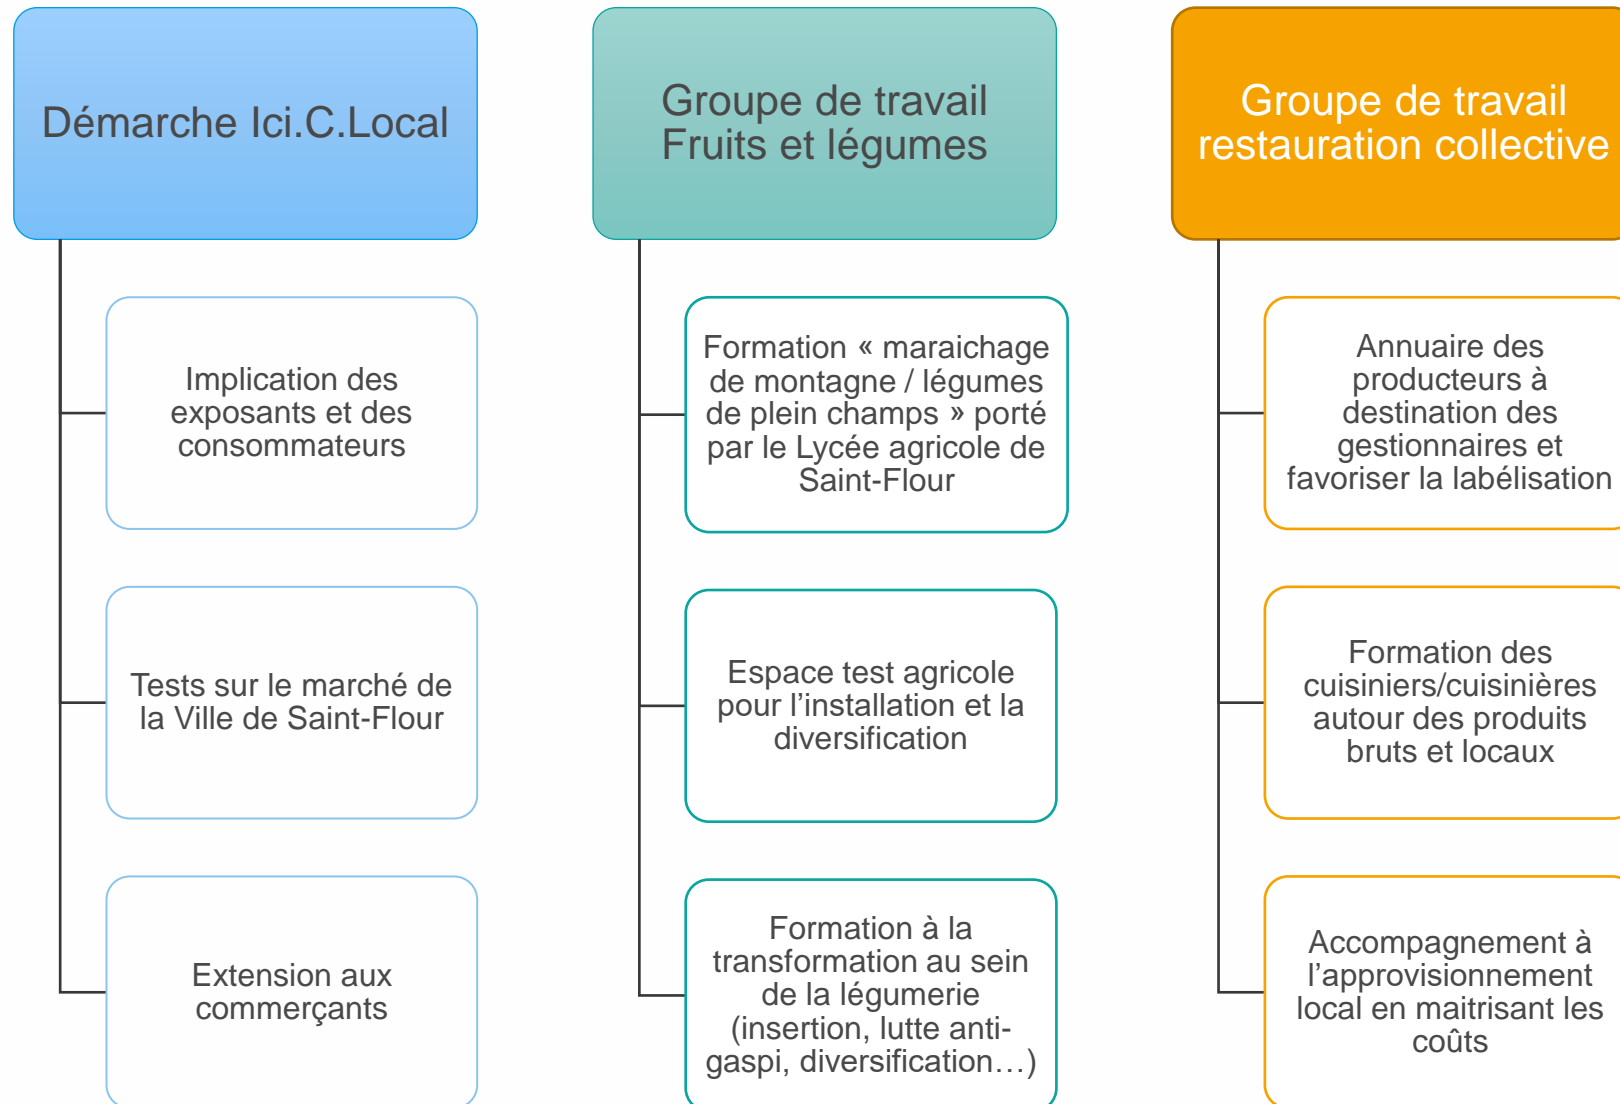 Démarche Ici.C.Local
Implication des
exposants et des
consommateurs
Tests sur le marché de
la Ville de Saint-Flour
Extension aux
commerçants
Groupe de travail
Fruits et légumes
Formation « maraichage
de montagne / légumes
de plein champs » porté
par le Lycée agricole de
Saint-Flour
Espace test agricole
pour l’installation et la
diversification
Formation à la
transformation au sein
de la légumerie
(insertion, lutte anti-
gaspi, diversification…)
Groupe de travail
restauration collective
Annuaire des
producteurs à
destination des
gestionnaires et
favoriser la labélisation
Formation des
cuisiniers/cuisinières
autour des produits
bruts et locaux
Accompagnement à
l’approvisionnement
local en maitrisant les
coûts